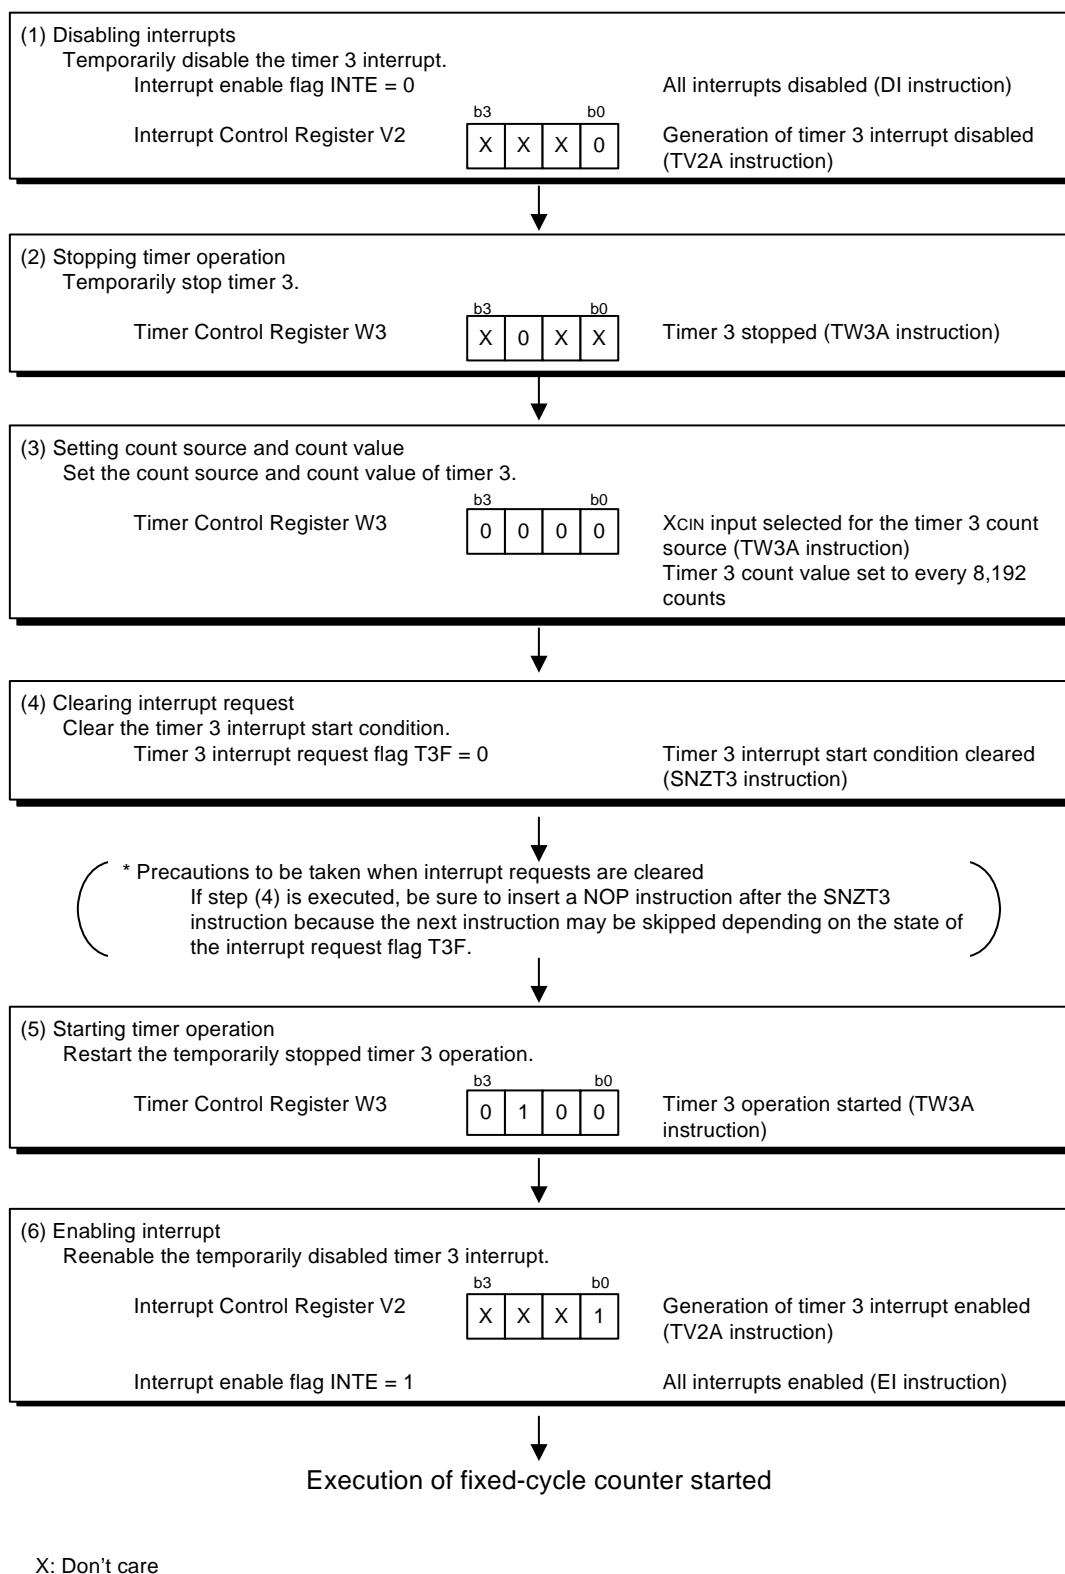 (1) Disabling interrupts
Temporarily disable the timer 3 interrupt.
Interrupt enable flag INTE = 0 All interrupts disabled (DI instruction)
b3 b0
Interrupt Control Register V2 X X X 0 Generation of timer 3 interrupt disabled
(TV2A instruction)
(2) Stopping timer operation
Temporarily stop timer 3.
b3 b0
Timer Control Register W3 X 0 X X Timer 3 stopped (TW3A instruction)
(3) Setting count source and count value
Set the count source and count value of timer 3.
b3 b0
Timer Control Register W3 0 0 0 0 XCIN input selected for the timer 3 count
source (TW3A instruction)
Timer 3 count value set to every 8,192
counts
(4) Clearing interrupt request
Clear the timer 3 interrupt start condition.
Timer 3 interrupt request flag T3F = 0 Timer 3 interrupt start condition cleared
(SNZT3 instruction)
* Precautions to be taken when interrupt requests are cleared
If step (4) is executed, be sure to insert a NOP instruction after the SNZT3
instruction because the next instruction may be skipped depending on the state of
the interrupt request flag T3F.
(5) Starting timer operation
Restart the temporarily stopped timer 3 operation.
b3 b0
Timer Control Register W3 0 1 0 0 Timer 3 operation started (TW3A
instruction)
(6) Enabling interrupt
Reenable the temporarily disabled timer 3 interrupt.
b3 b0
Interrupt Control Register V2 X X X 1 Generation of timer 3 interrupt enabled
(TV2A instruction)
Interrupt enable flag INTE = 1 All interrupts enabled (EI instruction)
Execution of fixed-cycle counter started
X: Don't care